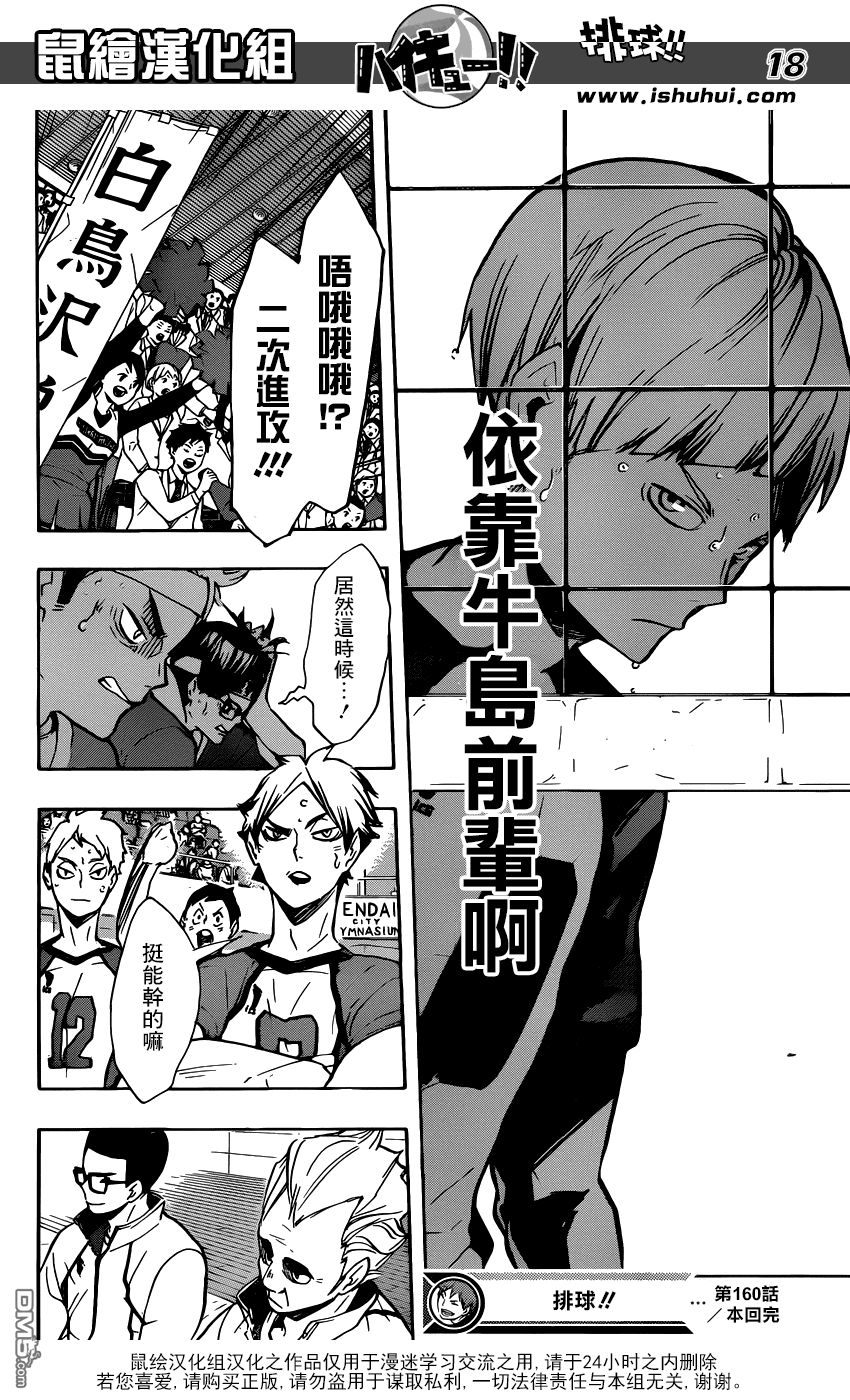 鼠繪漢化組
ハイキュー!!
排球!!
18
www.ishuhui.com
依靠牛島前輩啊
白鳥沢
唔哦哦哦!?
二次進攻!!!
居然這時候…!
ENDAI
CITY
YMNASIUM
12
挺能幹的嘛
排球!!
… 第160話
／本回完
鼠绘汉化组汉化之作品仅用于漫迷学习交流之用, 请于24小时之内删除
若您喜爱, 请购买正版, 请勿盗用于谋取私利, 一切法律责任与本组无关, 谢谢。
DM5.com